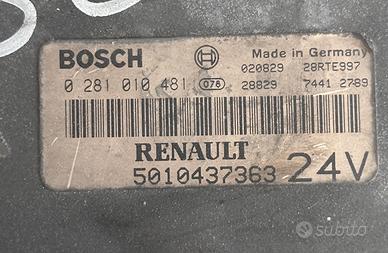 BOSCH
Made in Germany
020829 28RTE997
0 281 010 481 076 28829 7441 2789
RENAULT
5010437363 24V
subito